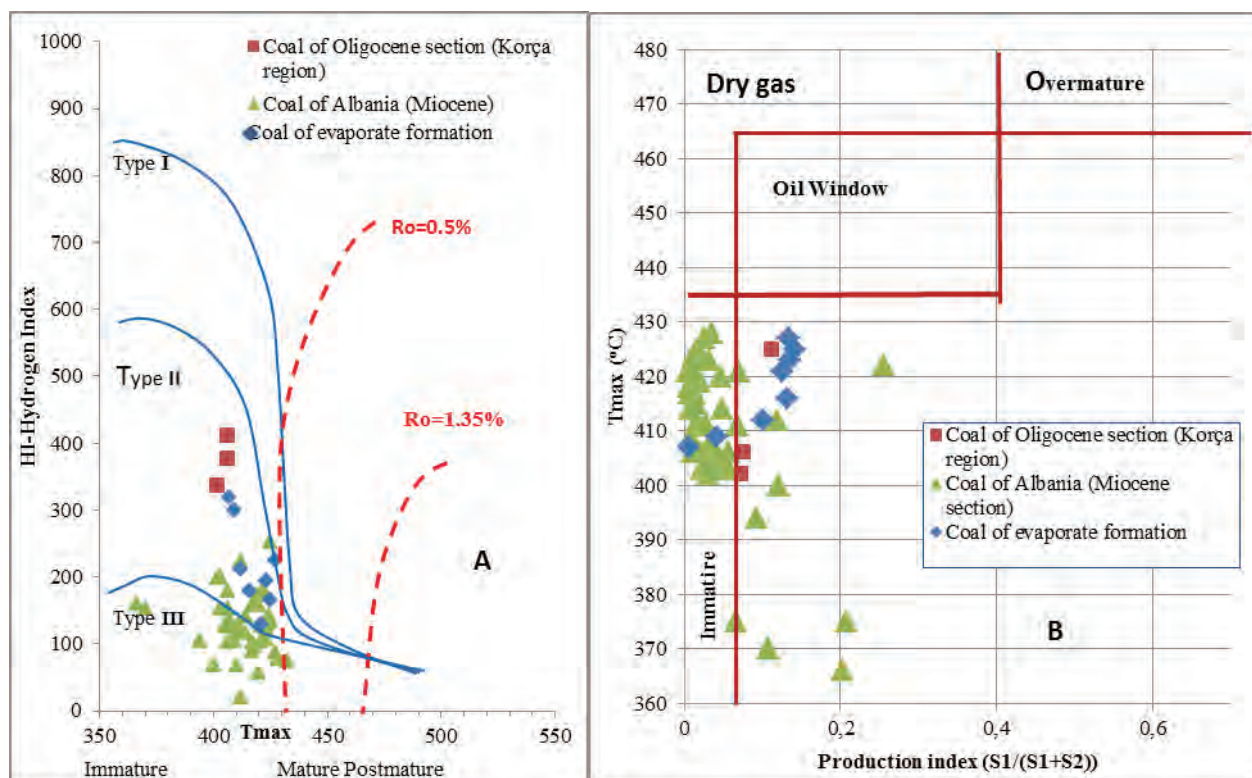 1000
900
800
700
600
500
400
300
200
100
0
HI-Hydrogen Index
Coal of Oligocene section (Korça
region)
Coal of Albania (Miocene)
Coal of evaporate formation
Type I
Type II
Type III
Ro=0.5%
Ro=1.35%
A
350
400
450
500
550
Tmax
Immature
Mature Postmature
480
470
460
450
440
430
420
410
400
390
380
370
360
Tmax (°C)
Dry gas
Overmature
Oil Window
Coal of Oligocene section (Korça
region)
Coal of Albania (Miocene
section)
Coal of evaporate formation
Immatire
B
0
0,2
0,4
0,6
Production index (S1/(S1+S2))